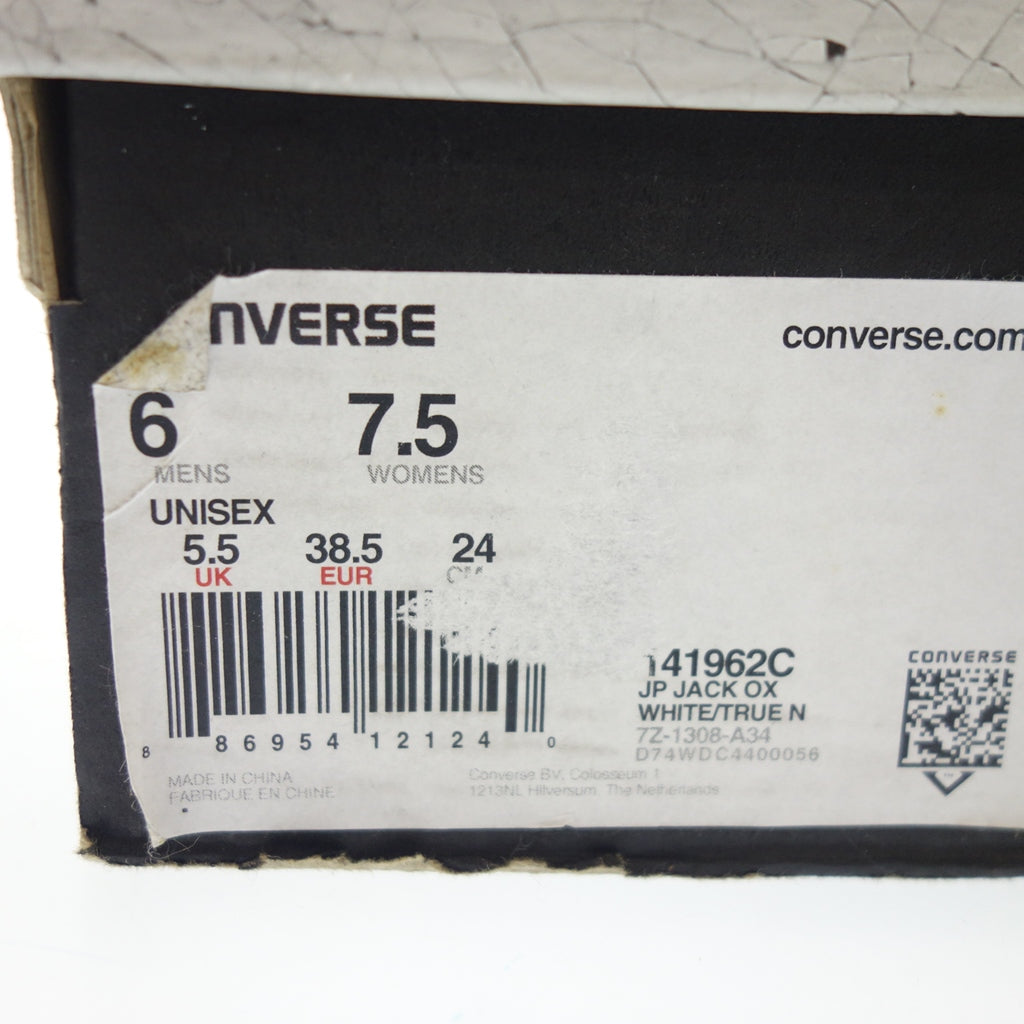 NVERSE
converse.com
6 7.5
MENS WOMENS
UNISEX
5.5 38.5 24
UK EUR CM
8 86954 12124 0
141962C
JP JACK OX
WHITE/TRUE N
7Z-1308-A34
D74WDC4400056
CONVERSE
MADE IN CHINA
FABRIQUE EN CHINE
Converse BV, Colosseum 1
1213NL Hilversum The Netherlands